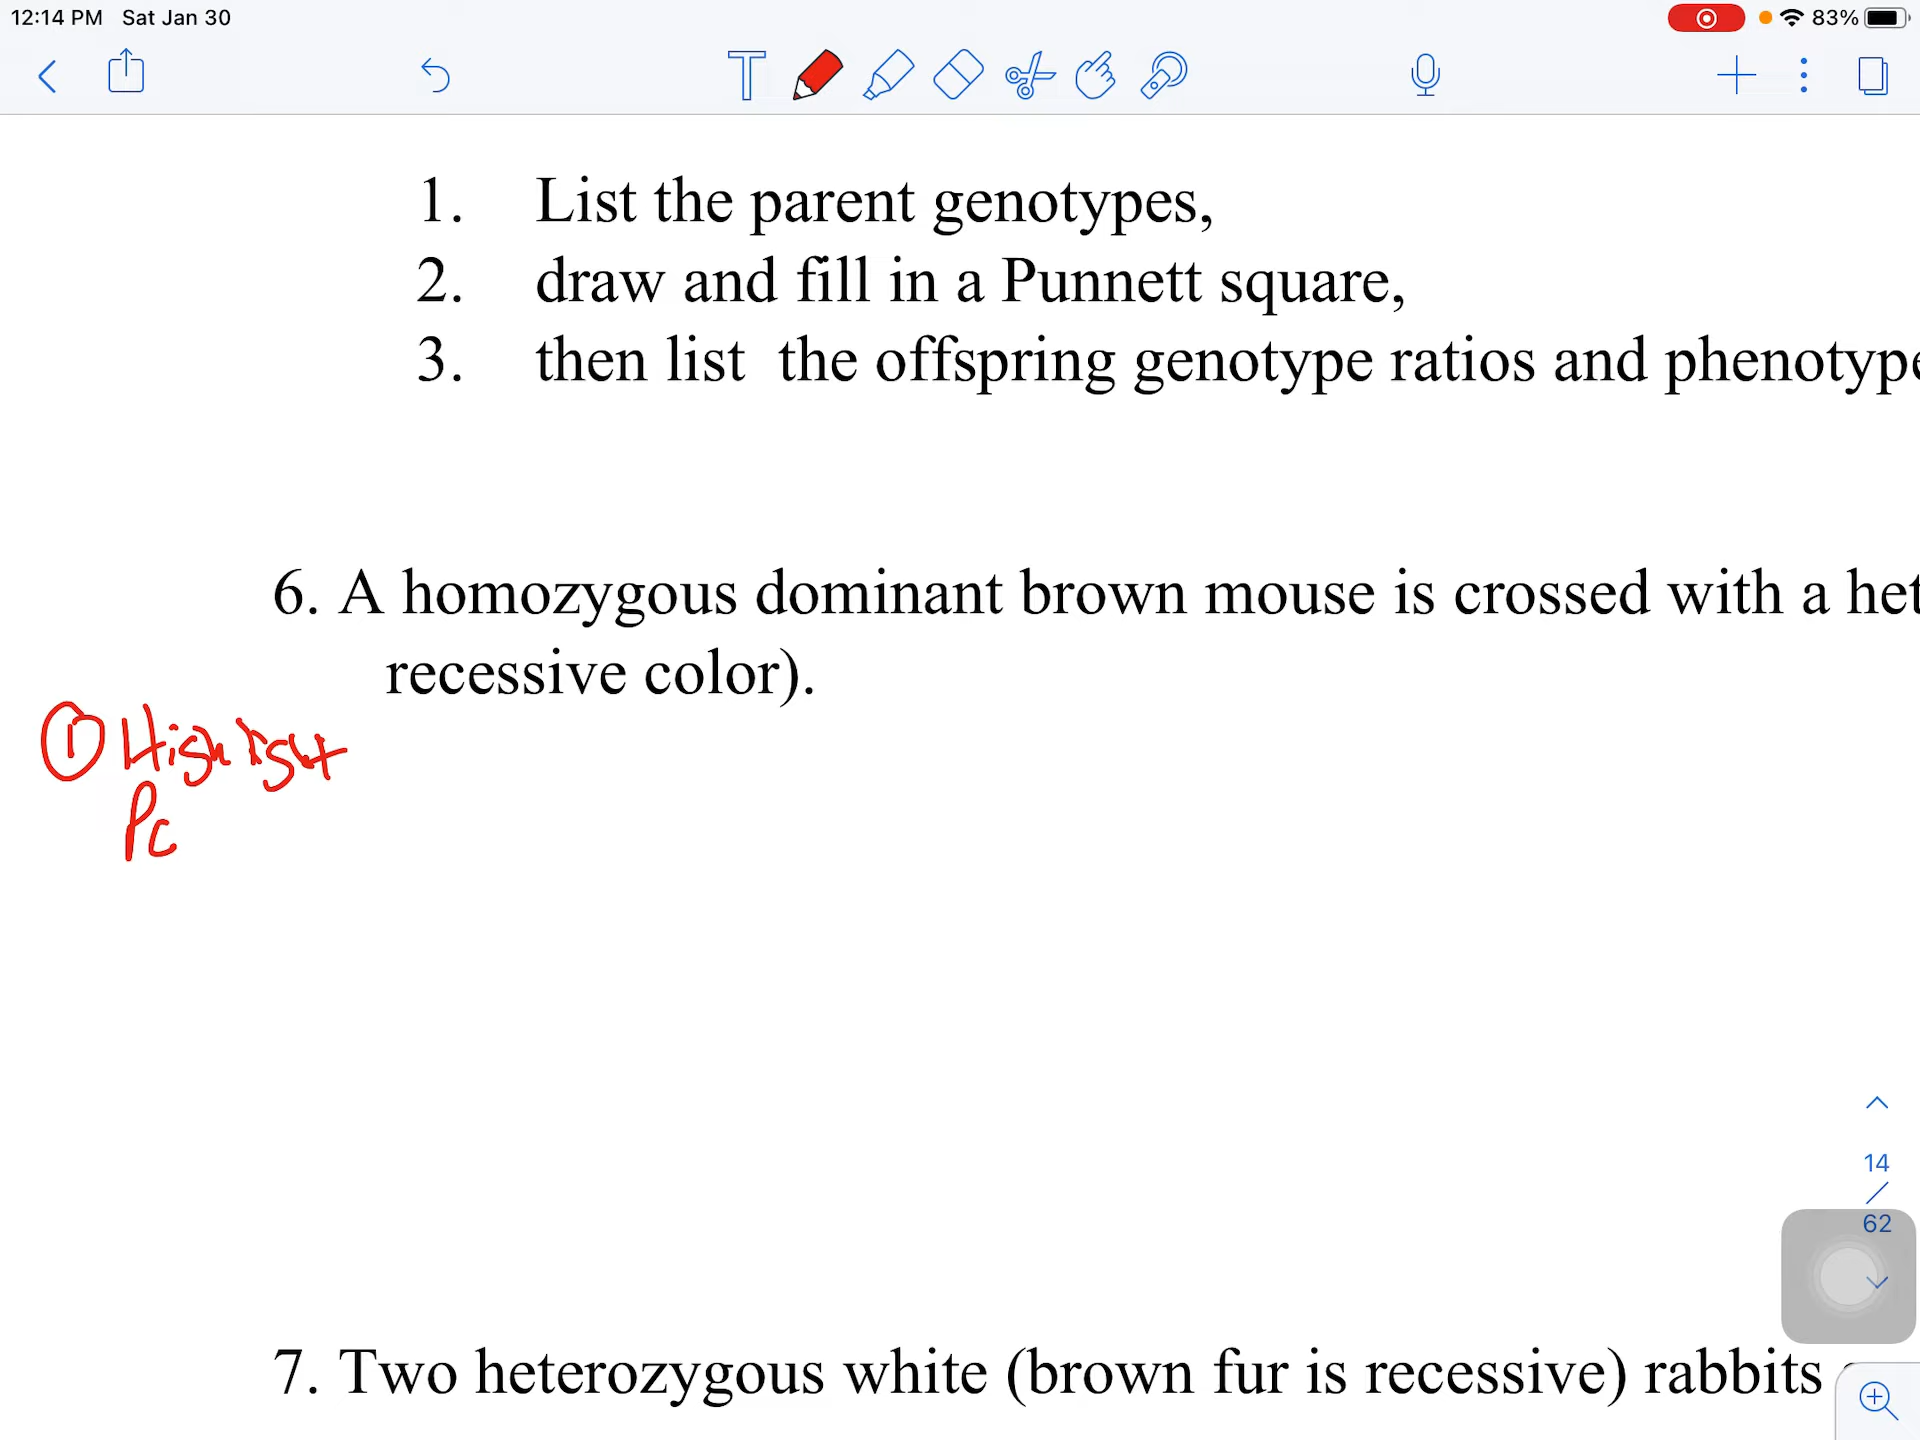 12:14 PM Sat Jan 30
83%
1. List the parent genotypes,
2. draw and fill in a Punnett square,
3. then list the offspring genotype ratios and phenotype
6. A homozygous dominant brown mouse is crossed with a het
recessive color).
① Highlight
Pc
14
/
62
7. Two heterozygous white (brown fur is recessive) rabbits